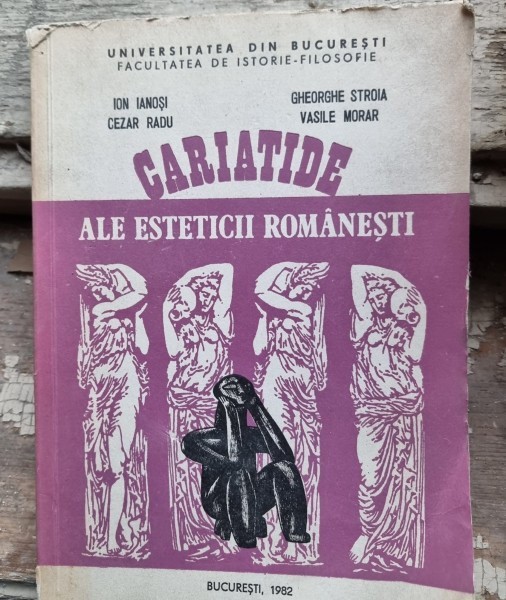 UNIVERSITATEA DIN BUCUREȘTI
FACULTATEA DE ISTORIE-FILOSOFIE
ION IANOȘI
CEZAR RADU
GHEORGHE STROIA
VASILE MORAR
CARIATIDE
ALE ESTETICII ROMÂNEȘTI
BUCUREȘTI, 1982